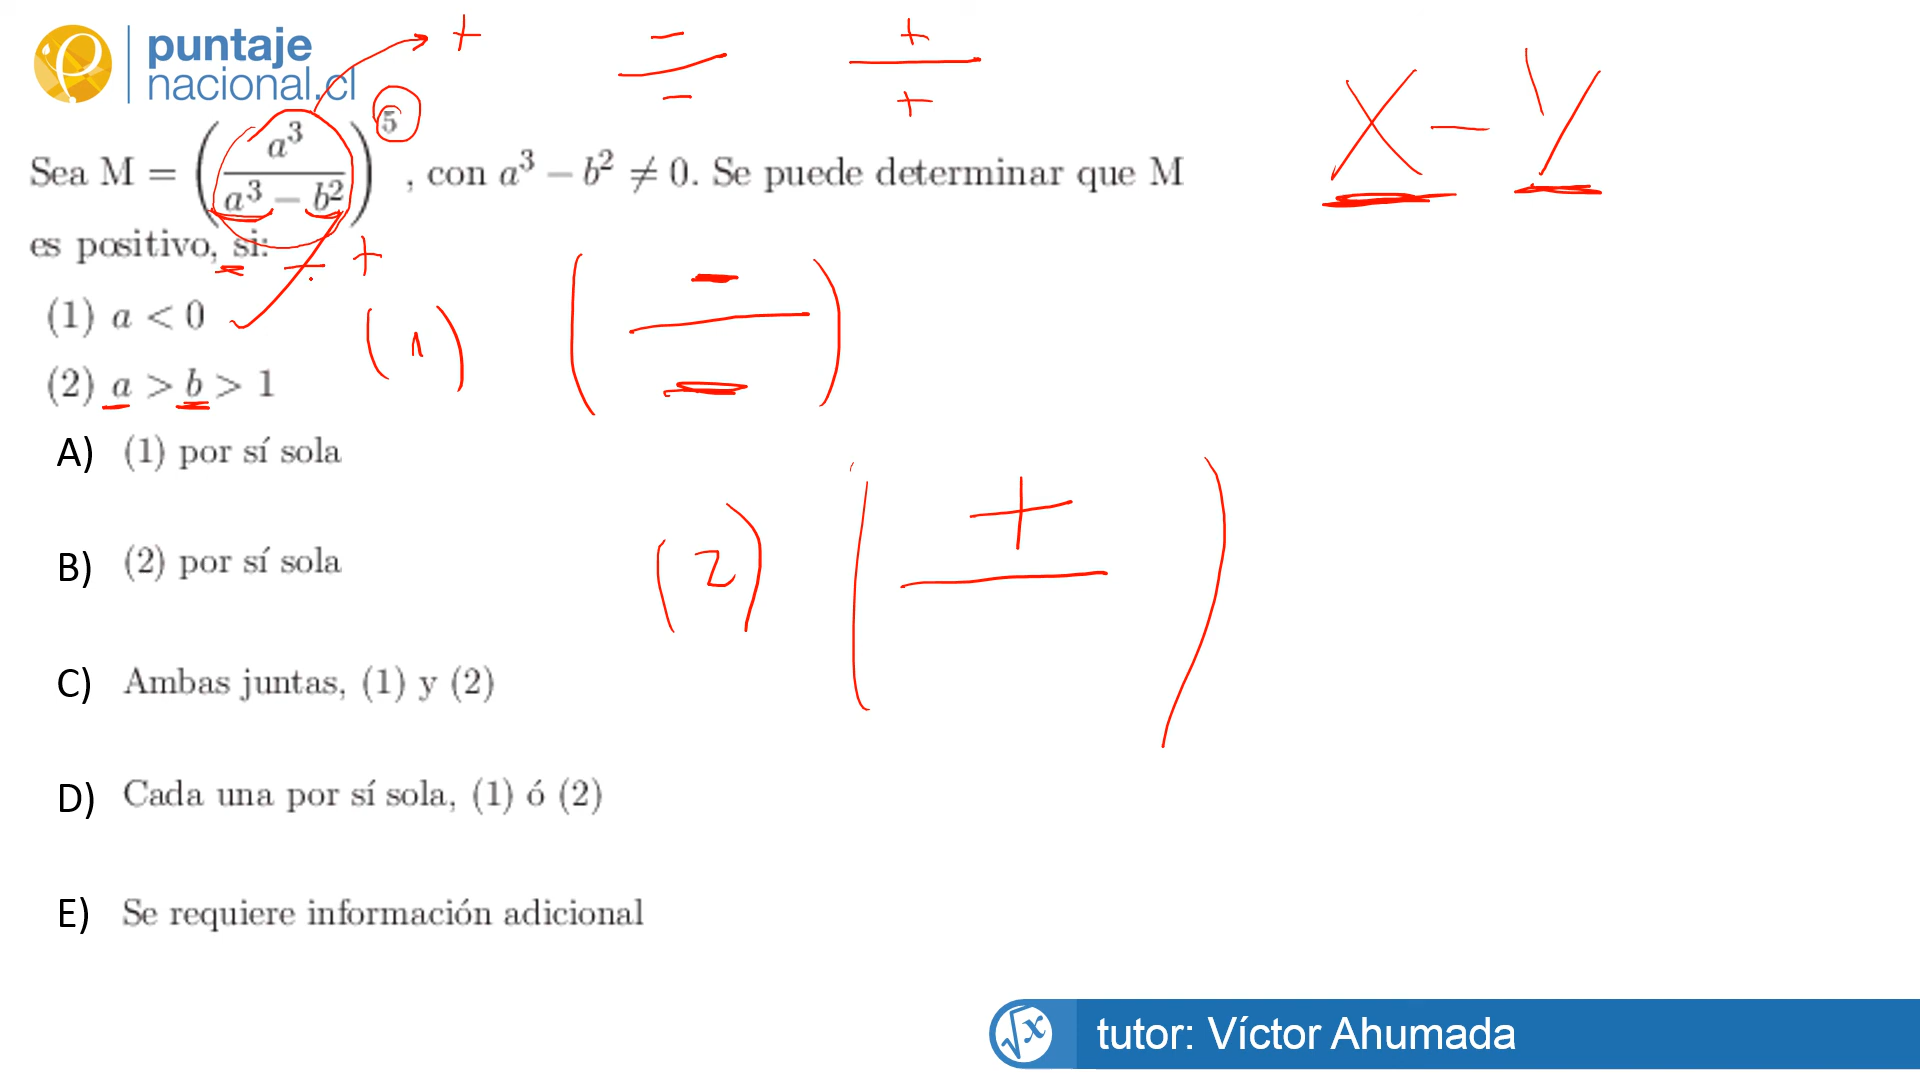 puntaje
nacional.cl
Sea M = (a³ / (a³ − b²))⁵, con a³ − b² ≠ 0. Se puede determinar que M
es positivo, si:
(1) a < 0
(2) a > b > 1
A) (1) por sí sola
B) (2) por sí sola
C) Ambas juntas, (1) y (2)
D) Cada una por sí sola, (1) ó (2)
E) Se requiere información adicional
+
− / −
+ / +
X − Y
− − +
(1) (− / −)
(2) ( + / )
√x tutor: Víctor Ahumada